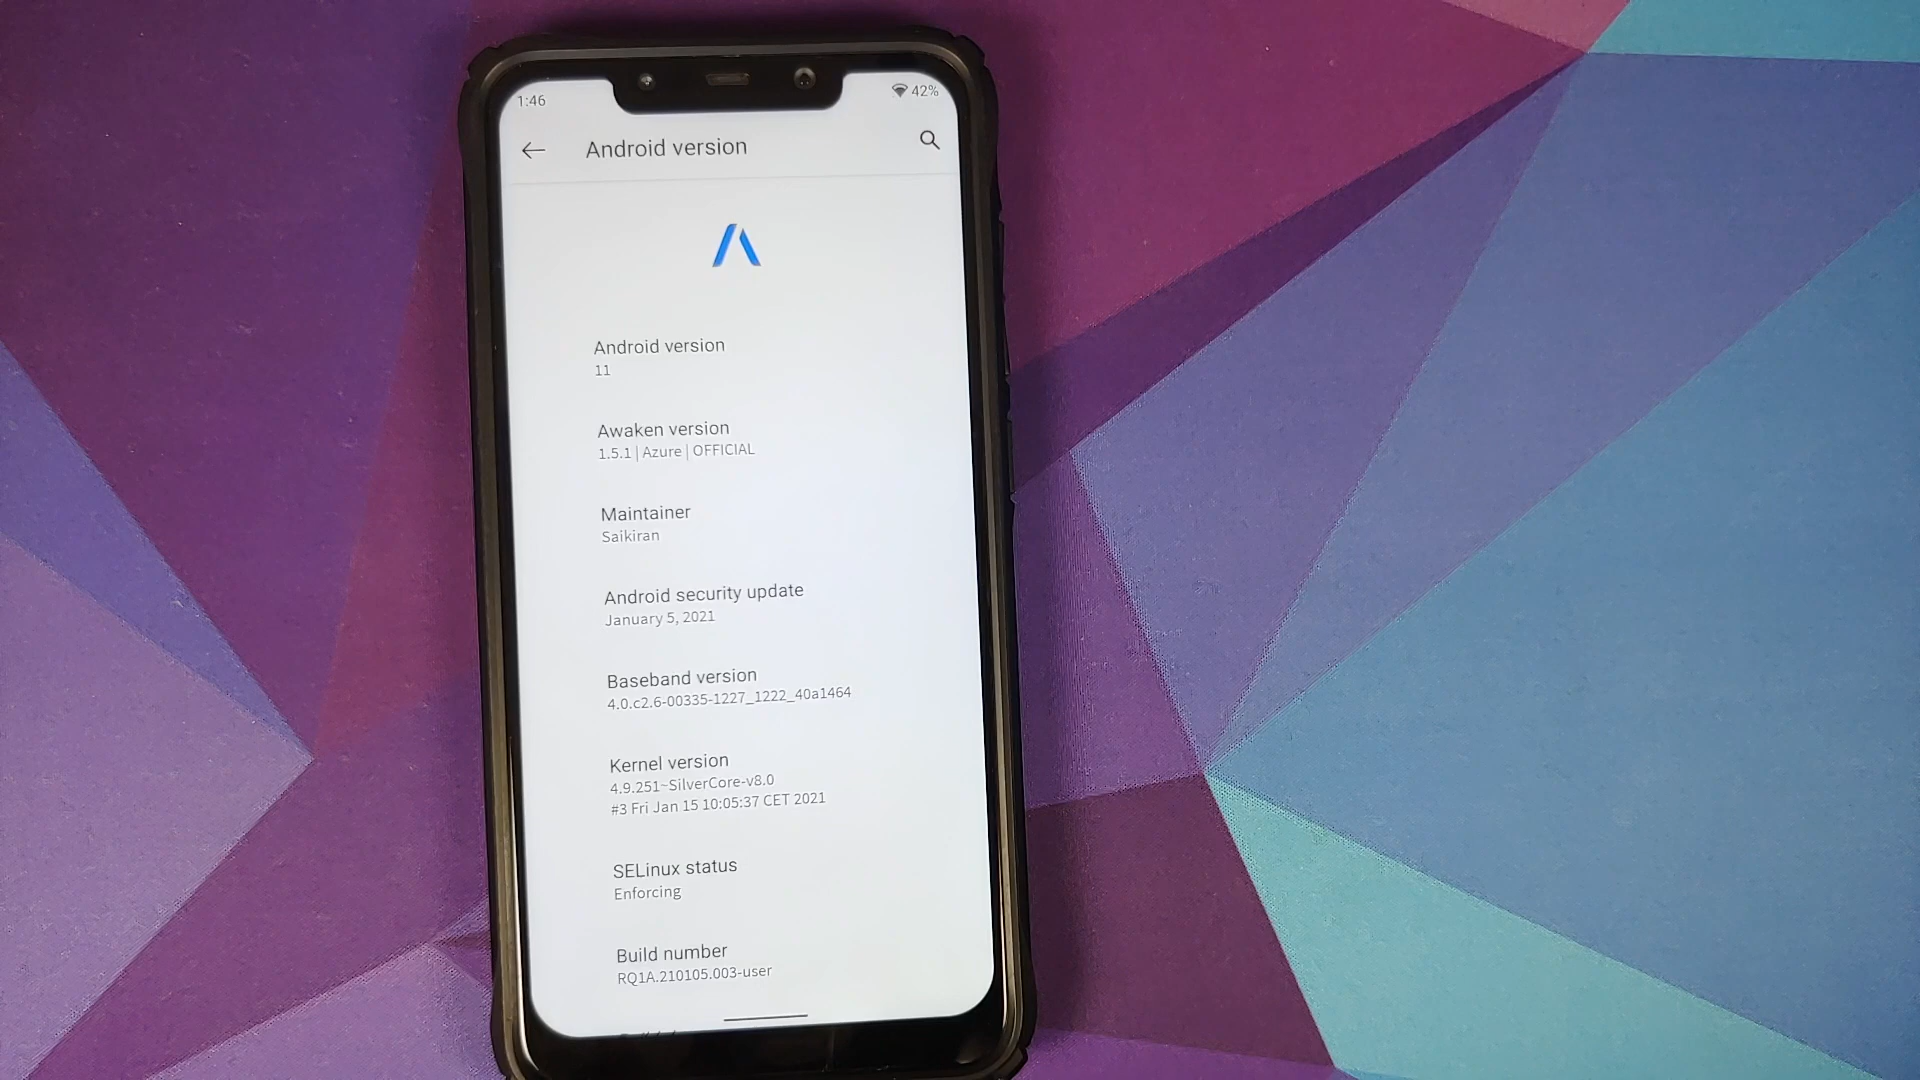 1:46
42%
Android version
Android version
11
Awaken version
1.5.1 | Azure | OFFICIAL
Maintainer
Saikiran
Android security update
January 5, 2021
Baseband version
4.0.c2.6-00335-1227_1222_40a1464
Kernel version
4.9.251~SilverCore-v8.0
#3 Fri Jan 15 10:05:37 CET 2021
SELinux status
Enforcing
Build number
RQ1A.210105.003-user